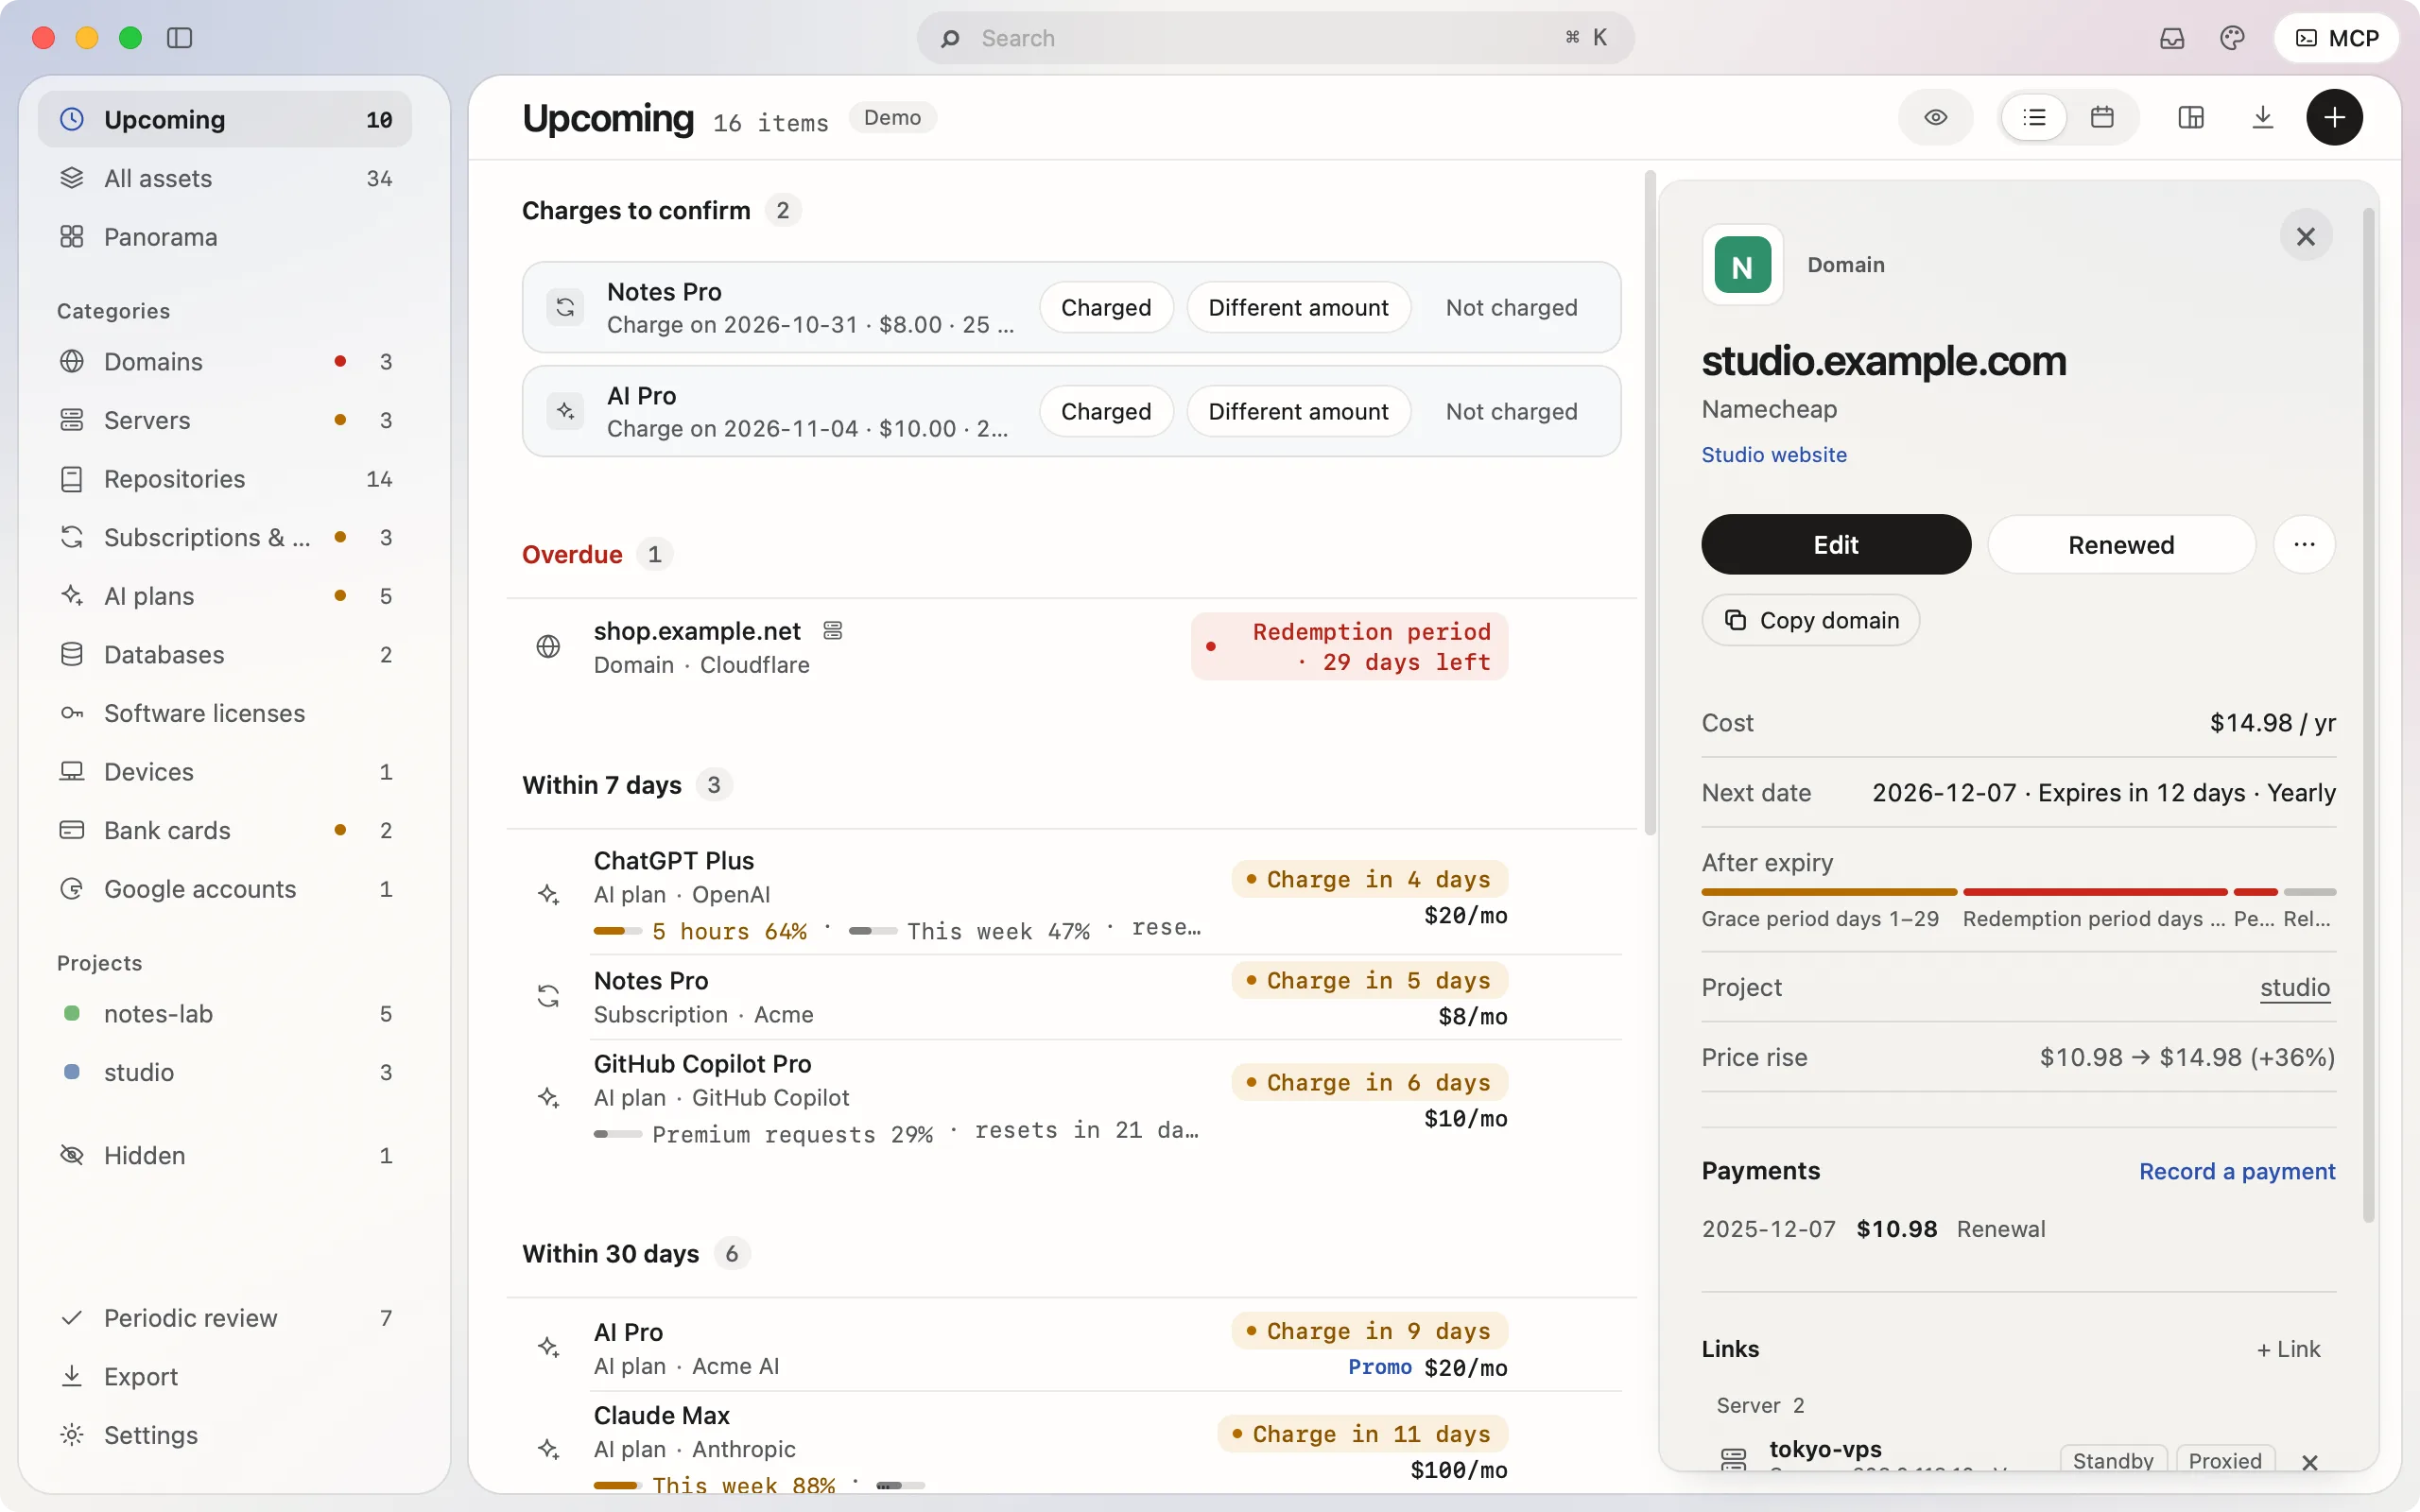 Search ⌘ K
MCP
Upcoming 10
All assets 34
Panorama
Categories
Domains 3
Servers 3
Repositories 14
Subscriptions & ... 3
AI plans 5
Databases 2
Software licenses
Devices 1
Bank cards 2
Google accounts 1
Projects
notes-lab 5
studio 3
Hidden 1
Periodic review 7
Export
Settings
Upcoming 16 items Demo
Charges to confirm 2
Notes Pro
Charge on 2026-10-31 · $8.00 · 25 ...
Charged Different amount Not charged
AI Pro
Charge on 2026-11-04 · $10.00 · 2...
Charged Different amount Not charged
Overdue 1
shop.example.net
Domain · Cloudflare
Redemption period
· 29 days left
Within 7 days 3
ChatGPT Plus
AI plan · OpenAI
5 hours 64% · This week 47% · rese...
Charge in 4 days
$20/mo
Notes Pro
Subscription · Acme
Charge in 5 days
$8/mo
GitHub Copilot Pro
AI plan · GitHub Copilot
Premium requests 29% · resets in 21 da...
Charge in 6 days
$10/mo
Within 30 days 6
AI Pro
AI plan · Acme AI
Charge in 9 days
Promo $20/mo
Claude Max
AI plan · Anthropic
This week 88% ·
Charge in 11 days
$100/mo
N
Domain
studio.example.com
Namecheap
Studio website
Edit Renewed
Copy domain
Cost $14.98 / yr
Next date 2026-12-07 · Expires in 12 days · Yearly
After expiry
Grace period days 1–29 Redemption period days ... Pe... Rel...
Project studio
Price rise $10.98 → $14.98 (+36%)
Payments Record a payment
2025-12-07 $10.98 Renewal
Links + Link
Server 2
tokyo-vps
Standby Proxied